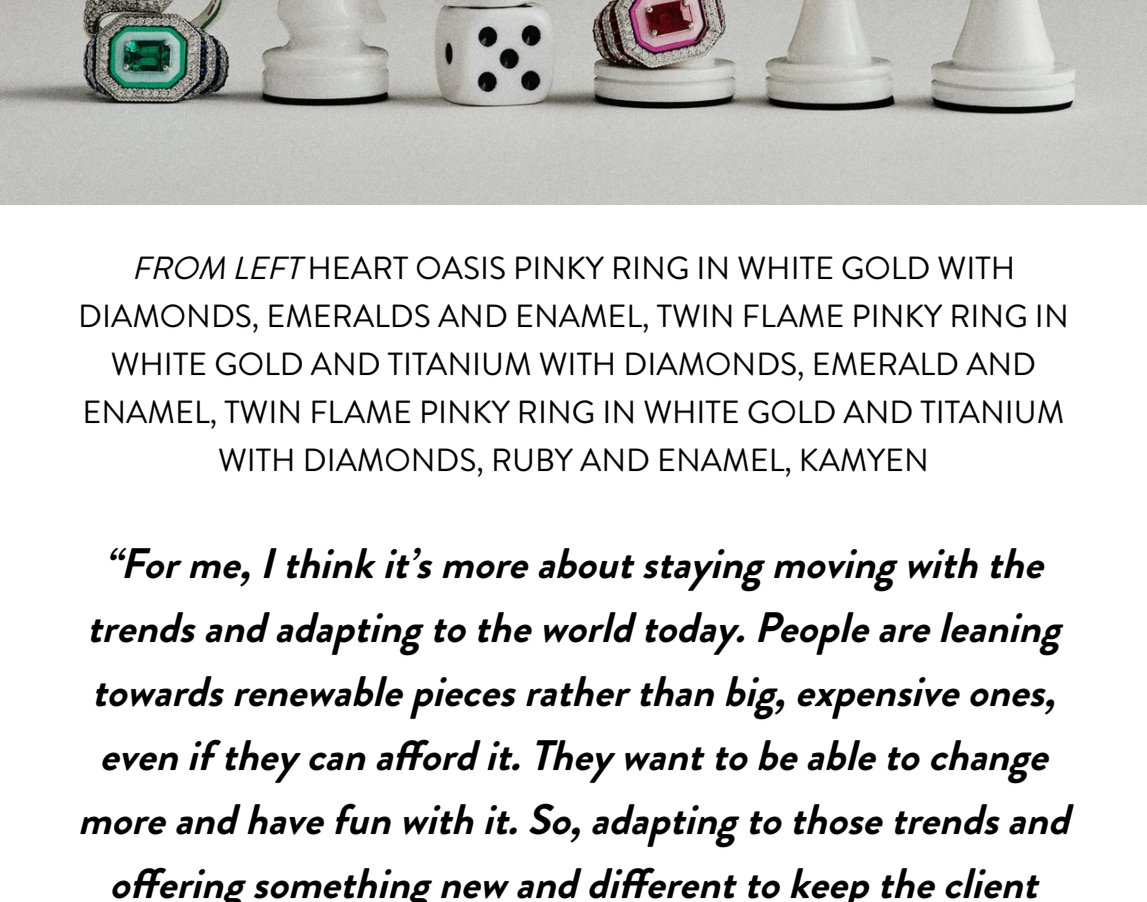 FROM LEFT HEART OASIS PINKY RING IN WHITE GOLD WITH
DIAMONDS, EMERALDS AND ENAMEL, TWIN FLAME PINKY RING IN
WHITE GOLD AND TITANIUM WITH DIAMONDS, EMERALD AND
ENAMEL, TWIN FLAME PINKY RING IN WHITE GOLD AND TITANIUM
WITH DIAMONDS, RUBY AND ENAMEL, KAMYEN
“For me, I think it’s more about staying moving with the
trends and adapting to the world today. People are leaning
towards renewable pieces rather than big, expensive ones,
even if they can afford it. They want to be able to change
more and have fun with it. So, adapting to those trends and
offering something new and different to keep the client